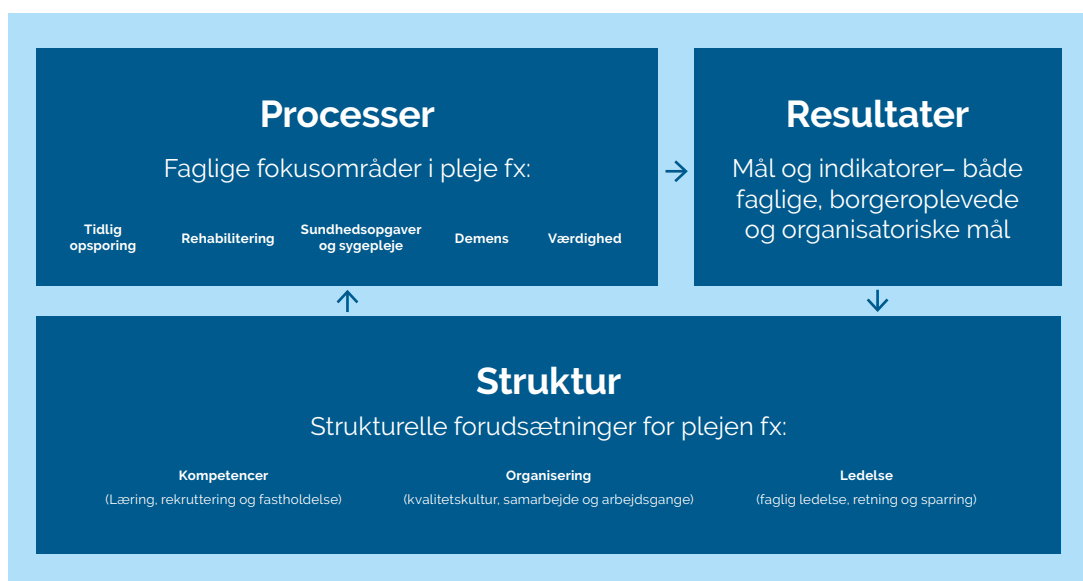 Processer
Faglige fokusområder i pleje fx:
Tidlig
opsporing
Rehabilitering
Sundhedsopgaver
og sygepleje
Demens
Værdighed
Resultater
Mål og indikatorer– både
faglige, borgeroplevede
og organisatoriske mål
Struktur
Strukturelle forudsætninger for plejen fx:
Kompetencer
(Læring, rekruttering og fastholdelse)
Organisering
(kvalitetskultur, samarbejde og arbejdsgange)
Ledelse
(faglig ledelse, retning og sparring)